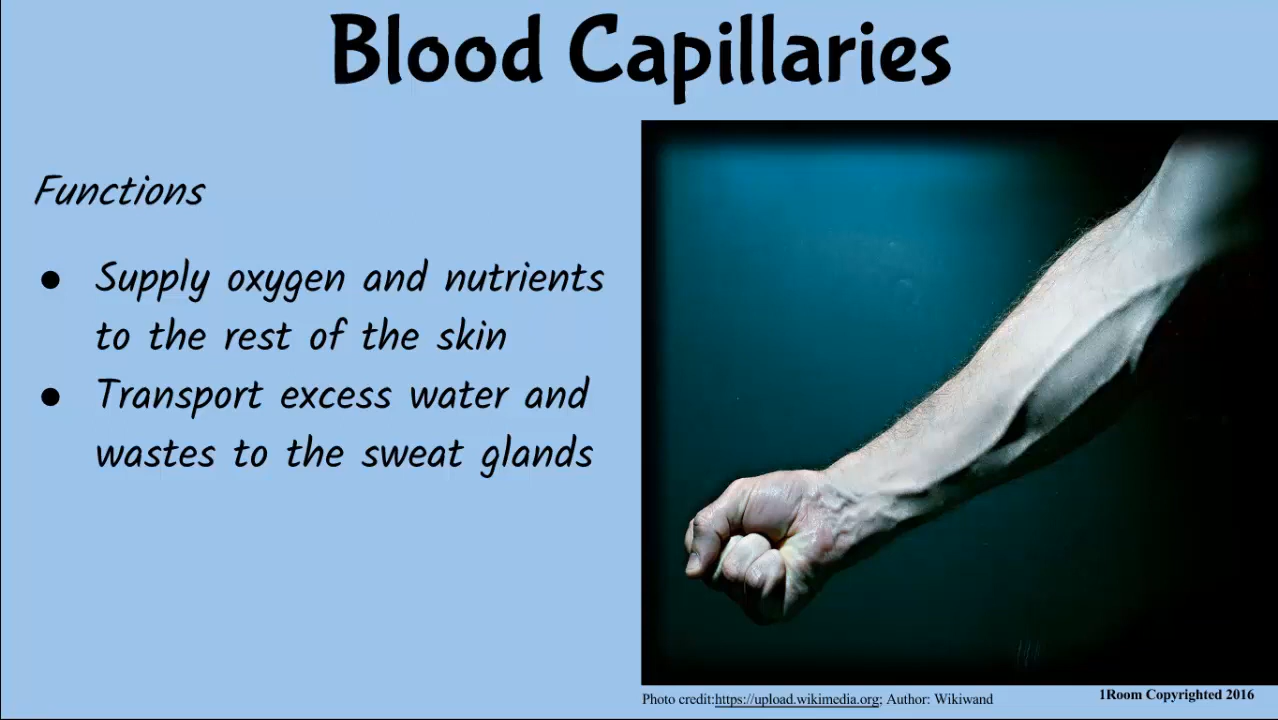 Blood Capillaries
Functions
● Supply oxygen and nutrients
to the rest of the skin
● Transport excess water and
wastes to the sweat glands
Photo credit:https://upload.wikimedia.org; Author: Wikiwand
1Room Copyrighted 2016